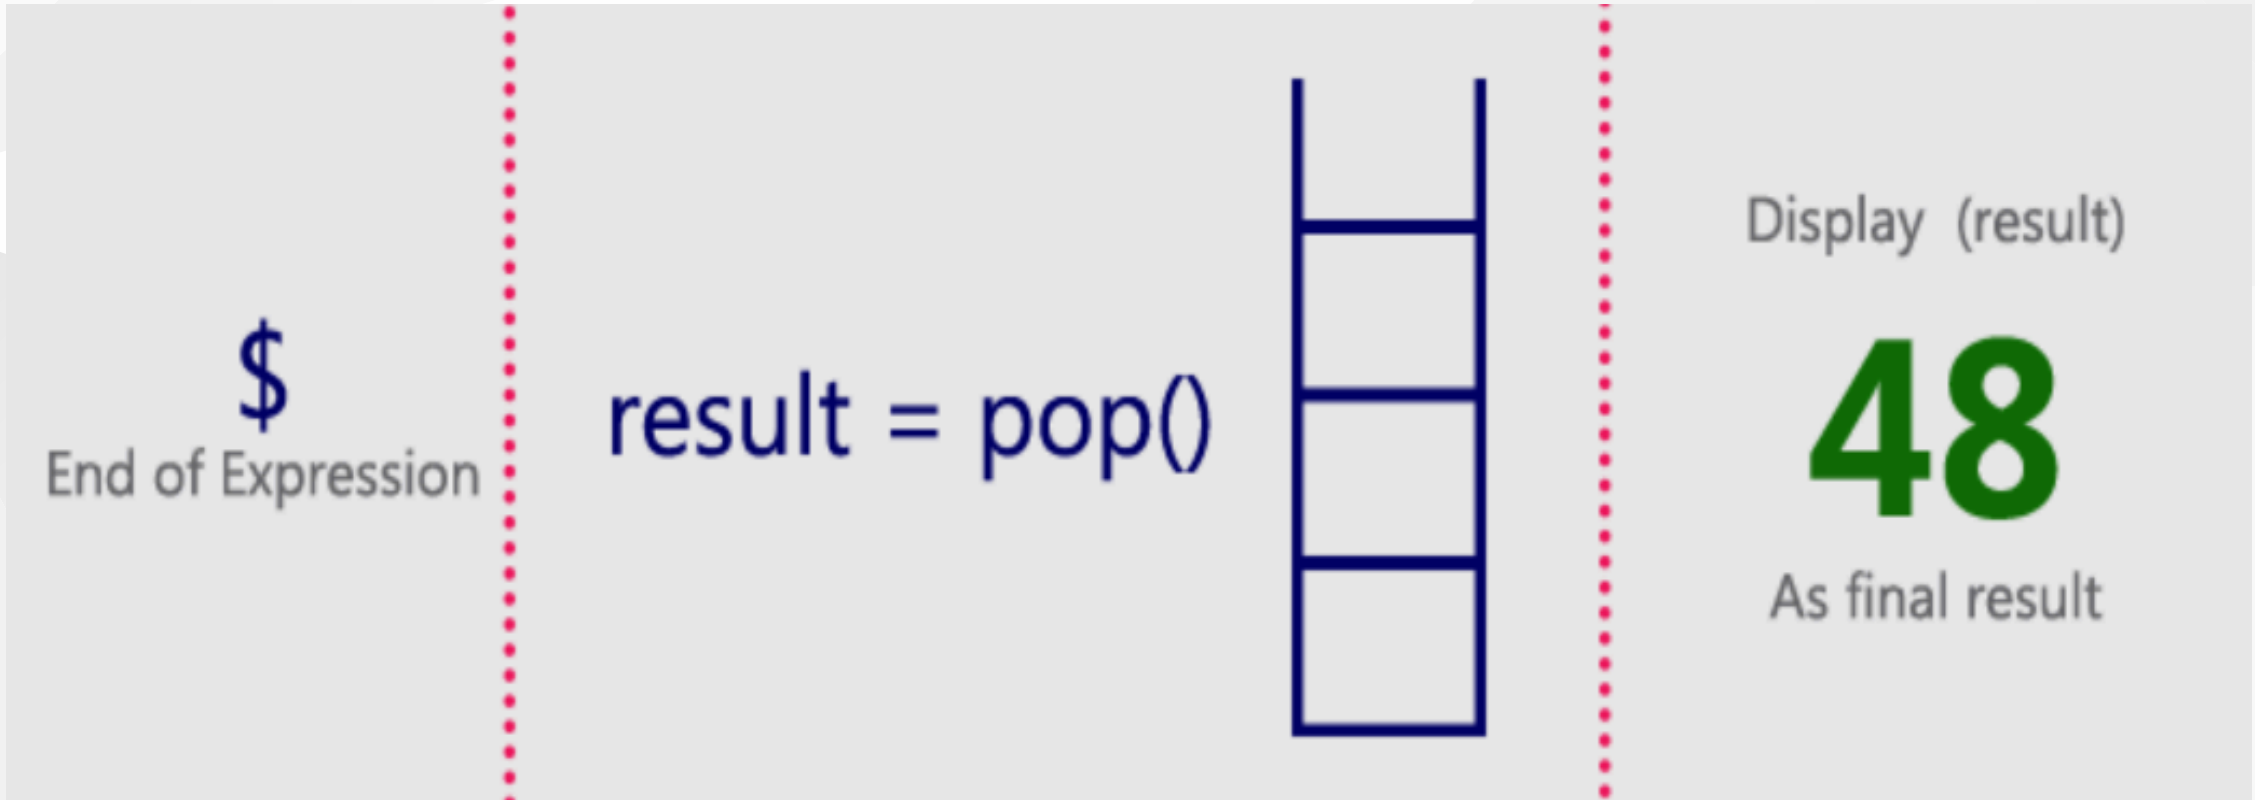 $
End of Expression
result = pop()
Display (result)
48
As final result